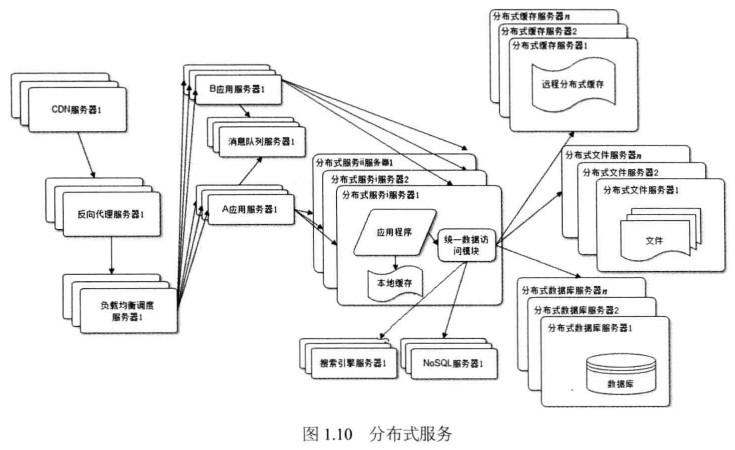 分布式缓存服务器n
分布式缓存服务器2
分布式缓存服务器1
远程分布式缓存
CDN服务器1
B应用服务器1
消息队列服务器1
分布式服务ii服务器1
分布式服务i服务器2
分布式服务i服务器1
应用程序
统一数据访
问模块
本地缓存
分布式文件服务器n
分布式文件服务器2
分布式文件服务器1
文件
反向代理服务器1
A应用服务器1
负载均衡调度
服务器1
分布式数据库服务器n
分布式数据库服务器2
分布式数据库服务器1
数据库
搜索引擎服务器1
NoSQL服务器1
图 1.10 分布式服务